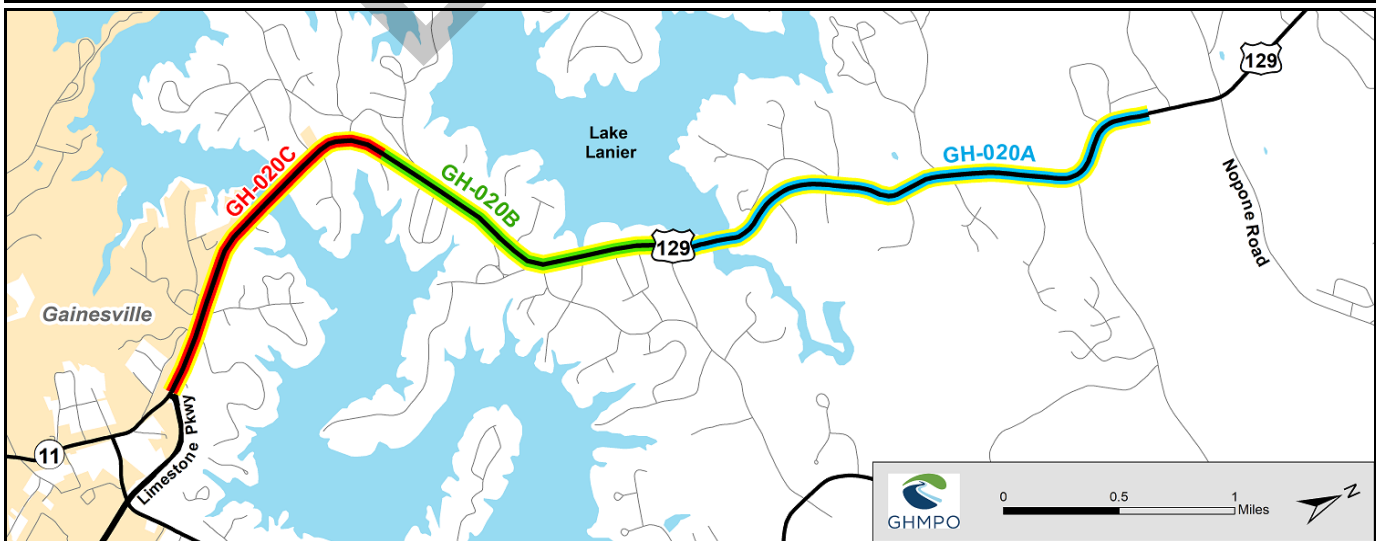 129
Lake
Lanier
GH-020A
GH-020C
GH-020B
Nopone Road
129
Gainesville
Limestone Pkwy
11
GHMPO
0 0.5 1
Miles
N